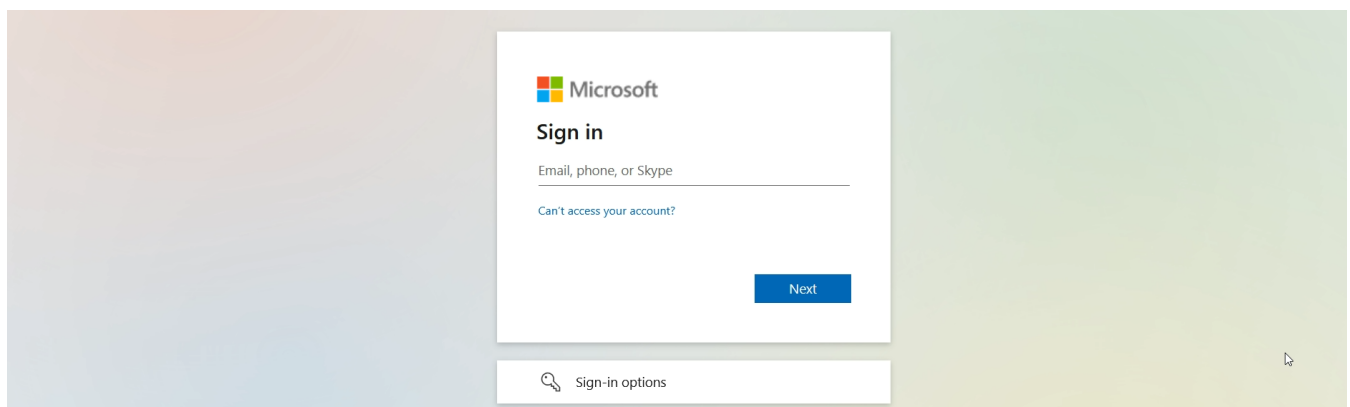 Microsoft
Sign in
Email, phone, or Skype
Can't access your account?
Next
Sign-in options